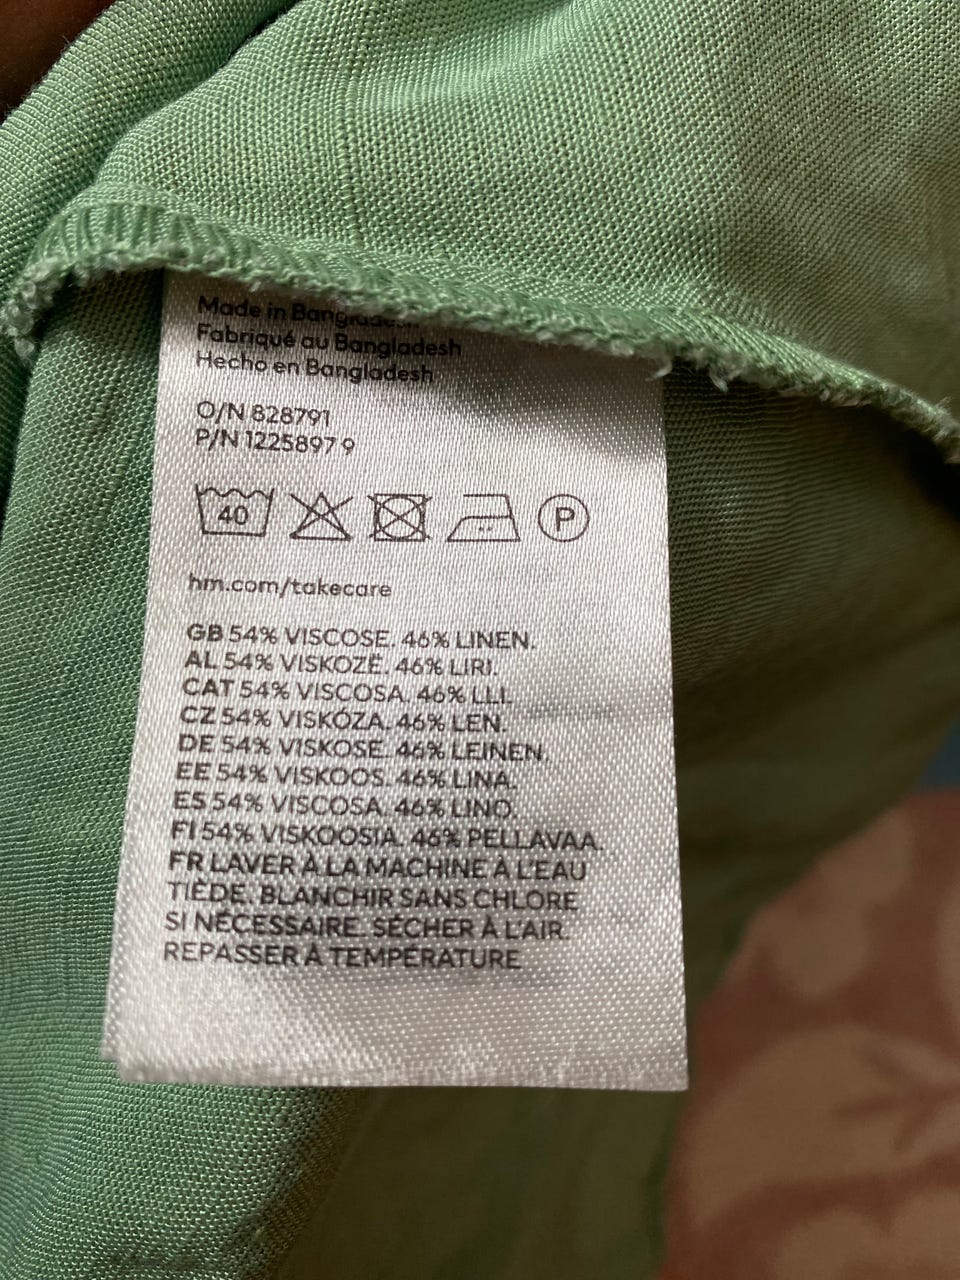 Made in Bangladesh
Fabriqué au Bangladesh
Hecho en Bangladesh
O/N 828791
P/N 1225897 9
40 P
hm.com/takecare
GB 54% VISCOSE. 46% LINEN.
AL 54% VISKOZË. 46% LIRI.
CAT 54% VISCOSA. 46% LLI.
CZ 54% VISKÓZA. 46% LEN.
DE 54% VISKOSE. 46% LEINEN.
EE 54% VISKOOS. 46% LINA.
ES 54% VISCOSA. 46% LINO.
FI 54% VISKOOSIA. 46% PELLAVAA.
FR LAVER À LA MACHINE À L'EAU
TIÈDE. BLANCHIR SANS CHLORE
SI NÉCESSAIRE. SÉCHER À L'AIR.
REPASSER À TEMPÉRATURE